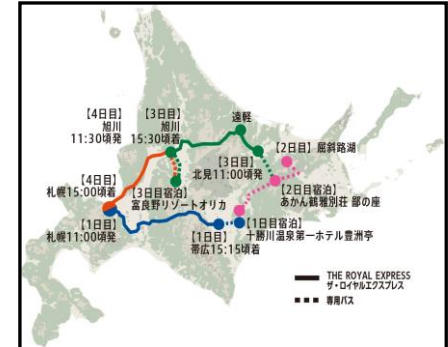 【4日目】
旭川
11:30頃発
【3日目】
旭川
15:30頃着
遠軽
【2日目】屈斜路湖
【3日目】
北見11:00頃発
【4日目】
札幌15:00頃着
【3日目宿泊】
富良野リゾートオリカ
【2日目宿泊】
あかん鶴雅別荘 鄙の座
【1日目】
札幌11:00頃発
【1日目宿泊】
十勝川温泉第一ホテル豊洲亭
【1日目】
帯広15:15頃着
THE ROYAL EXPRESS
ザ・ロイヤルエクスプレス
専用バス